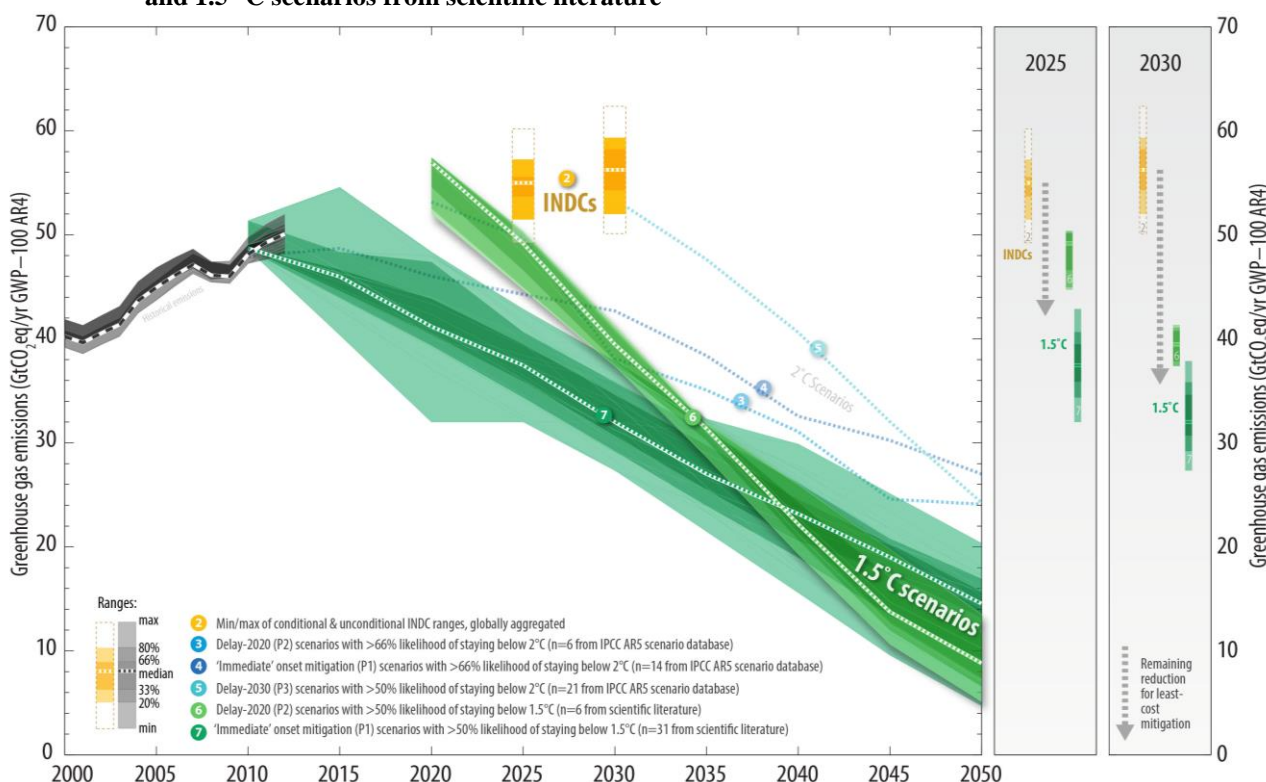 and 1.5 °C scenarios from scientific literature
70
60
50
40
30
20
10
0
Greenhouse gas emissions (GtCO2eq/yr GWP–100 AR4)
2000
2005
2010
2015
2020
2025
2030
2035
2040
2045
2050
Historical emissions
2
INDCs
5
2°C Scenarios
4
3
7
6
1.5°C scenarios
Ranges:
max
80%
66%
median
33%
20%
min
2 Min/max of conditional & unconditional INDC ranges, globally aggregated
3 Delay-2020 (P2) scenarios with >66% likelihood of staying below 2°C (n=6 from IPCC AR5 scenario database)
4 'Immediate' onset mitigation (P1) scenarios with >66% likelihood of staying below 2°C (n=14 from IPCC AR5 scenario database)
5 Delay-2030 (P3) scenarios with >50% likelihood of staying below 2°C (n=21 from IPCC AR5 scenario database)
6 Delay-2020 (P2) scenarios with >50% likelihood of staying below 1.5°C (n=6 from scientific literature)
7 'Immediate' onset mitigation (P1) scenarios with >50% likelihood of staying below 1.5°C (n=31 from scientific literature)
2025
2
INDCs
6
1.5°C
7
2030
2
6
1.5°C
7
Remaining
reduction
for least-
cost
mitigation
70
60
50
40
30
20
10
0
Greenhouse gas emissions (GtCO2eq/yr GWP–100 AR4)